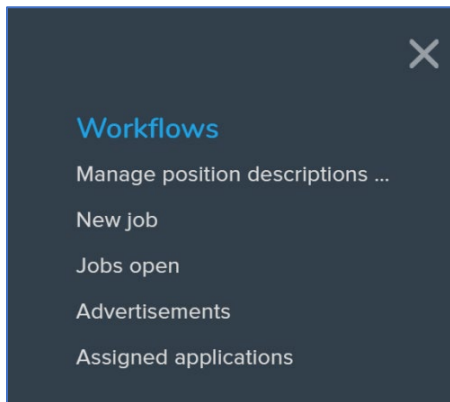 Workflows
Manage position descriptions ...
New job
Jobs open
Advertisements
Assigned applications